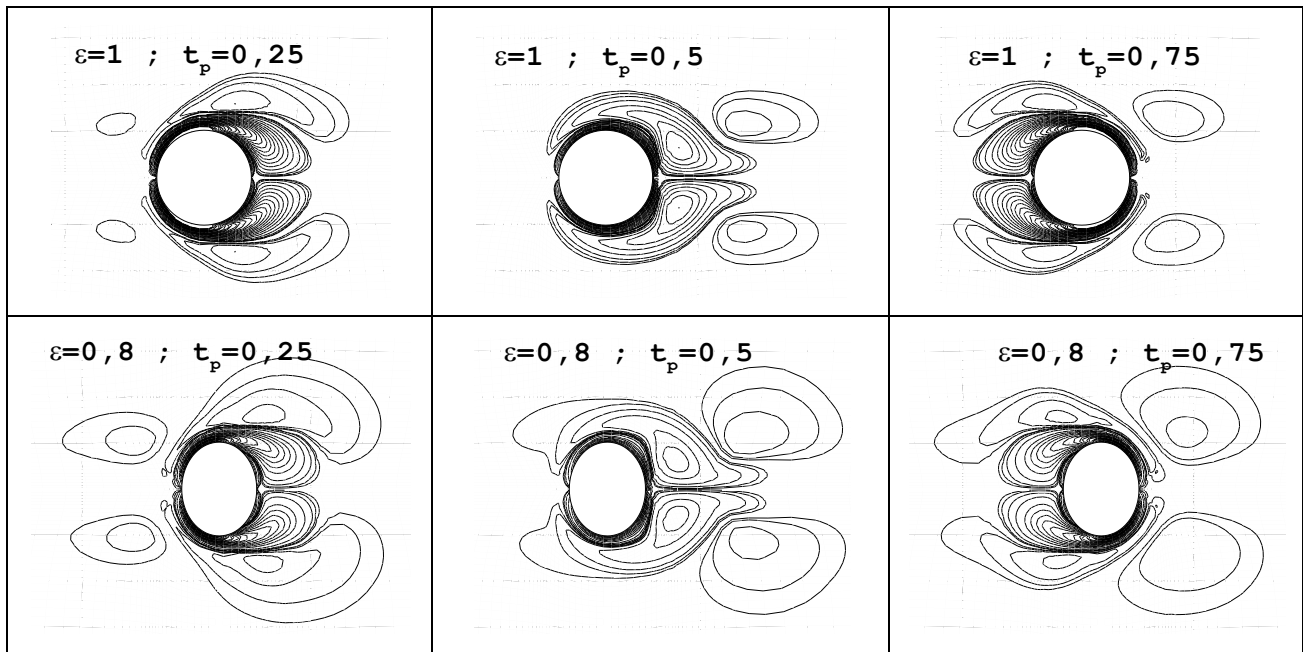 ε=1 ; tp=0,25
ε=1 ; tp=0,5
ε=1 ; tp=0,75
ε=0,8 ; tp=0,25
ε=0,8 ; tp=0,5
ε=0,8 ; tp=0,75